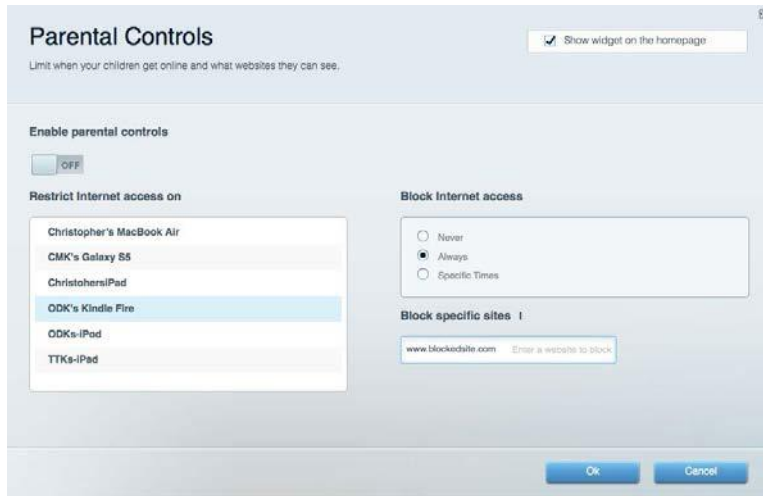 Parental Controls
Show widget on the homepage
Limit when your children get online and what websites they can see.
Enable parental controls
OFF
Restrict Internet access on
Block Internet access
Christopher's MacBook Air
CMK's Galaxy S5
ChristohersiPad
ODK's Kindle Fire
ODKs-iPod
TTKs-iPad
Never
Always
Specific Times
Block specific sites I
www.blockedsite.com Enter a website to block
Ok Cancel